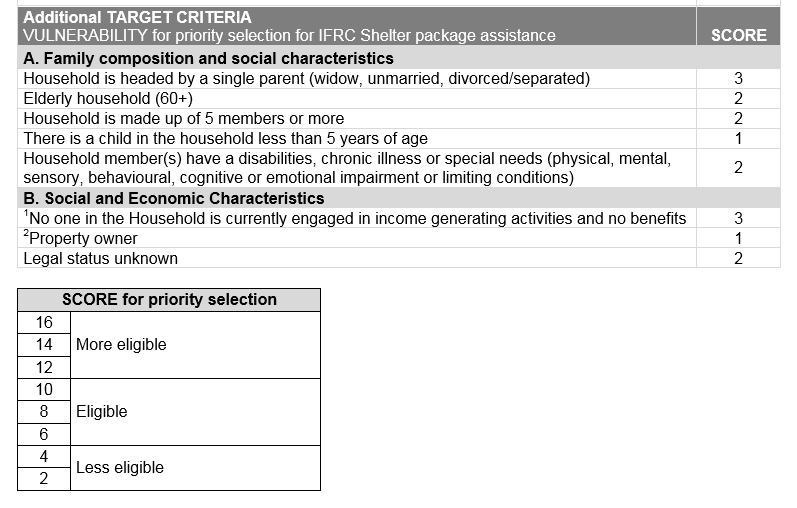 Additional TARGET CRITERIA
VULNERABILITY for priority selection for IFRC Shelter package assistance SCORE
A. Family composition and social characteristics
Household is headed by a single parent (widow, unmarried, divorced/separated) 3
Elderly household (60+) 2
Household is made up of 5 members or more 2
There is a child in the household less than 5 years of age 1
Household member(s) have a disabilities, chronic illness or special needs (physical, mental,
sensory, behavioural, cognitive or emotional impairment or limiting conditions) 2
B. Social and Economic Characteristics
¹No one in the Household is currently engaged in income generating activities and no benefits 3
²Property owner 1
Legal status unknown 2
SCORE for priority selection
16
14 More eligible
12
10
8 Eligible
6
4
Less eligible
2